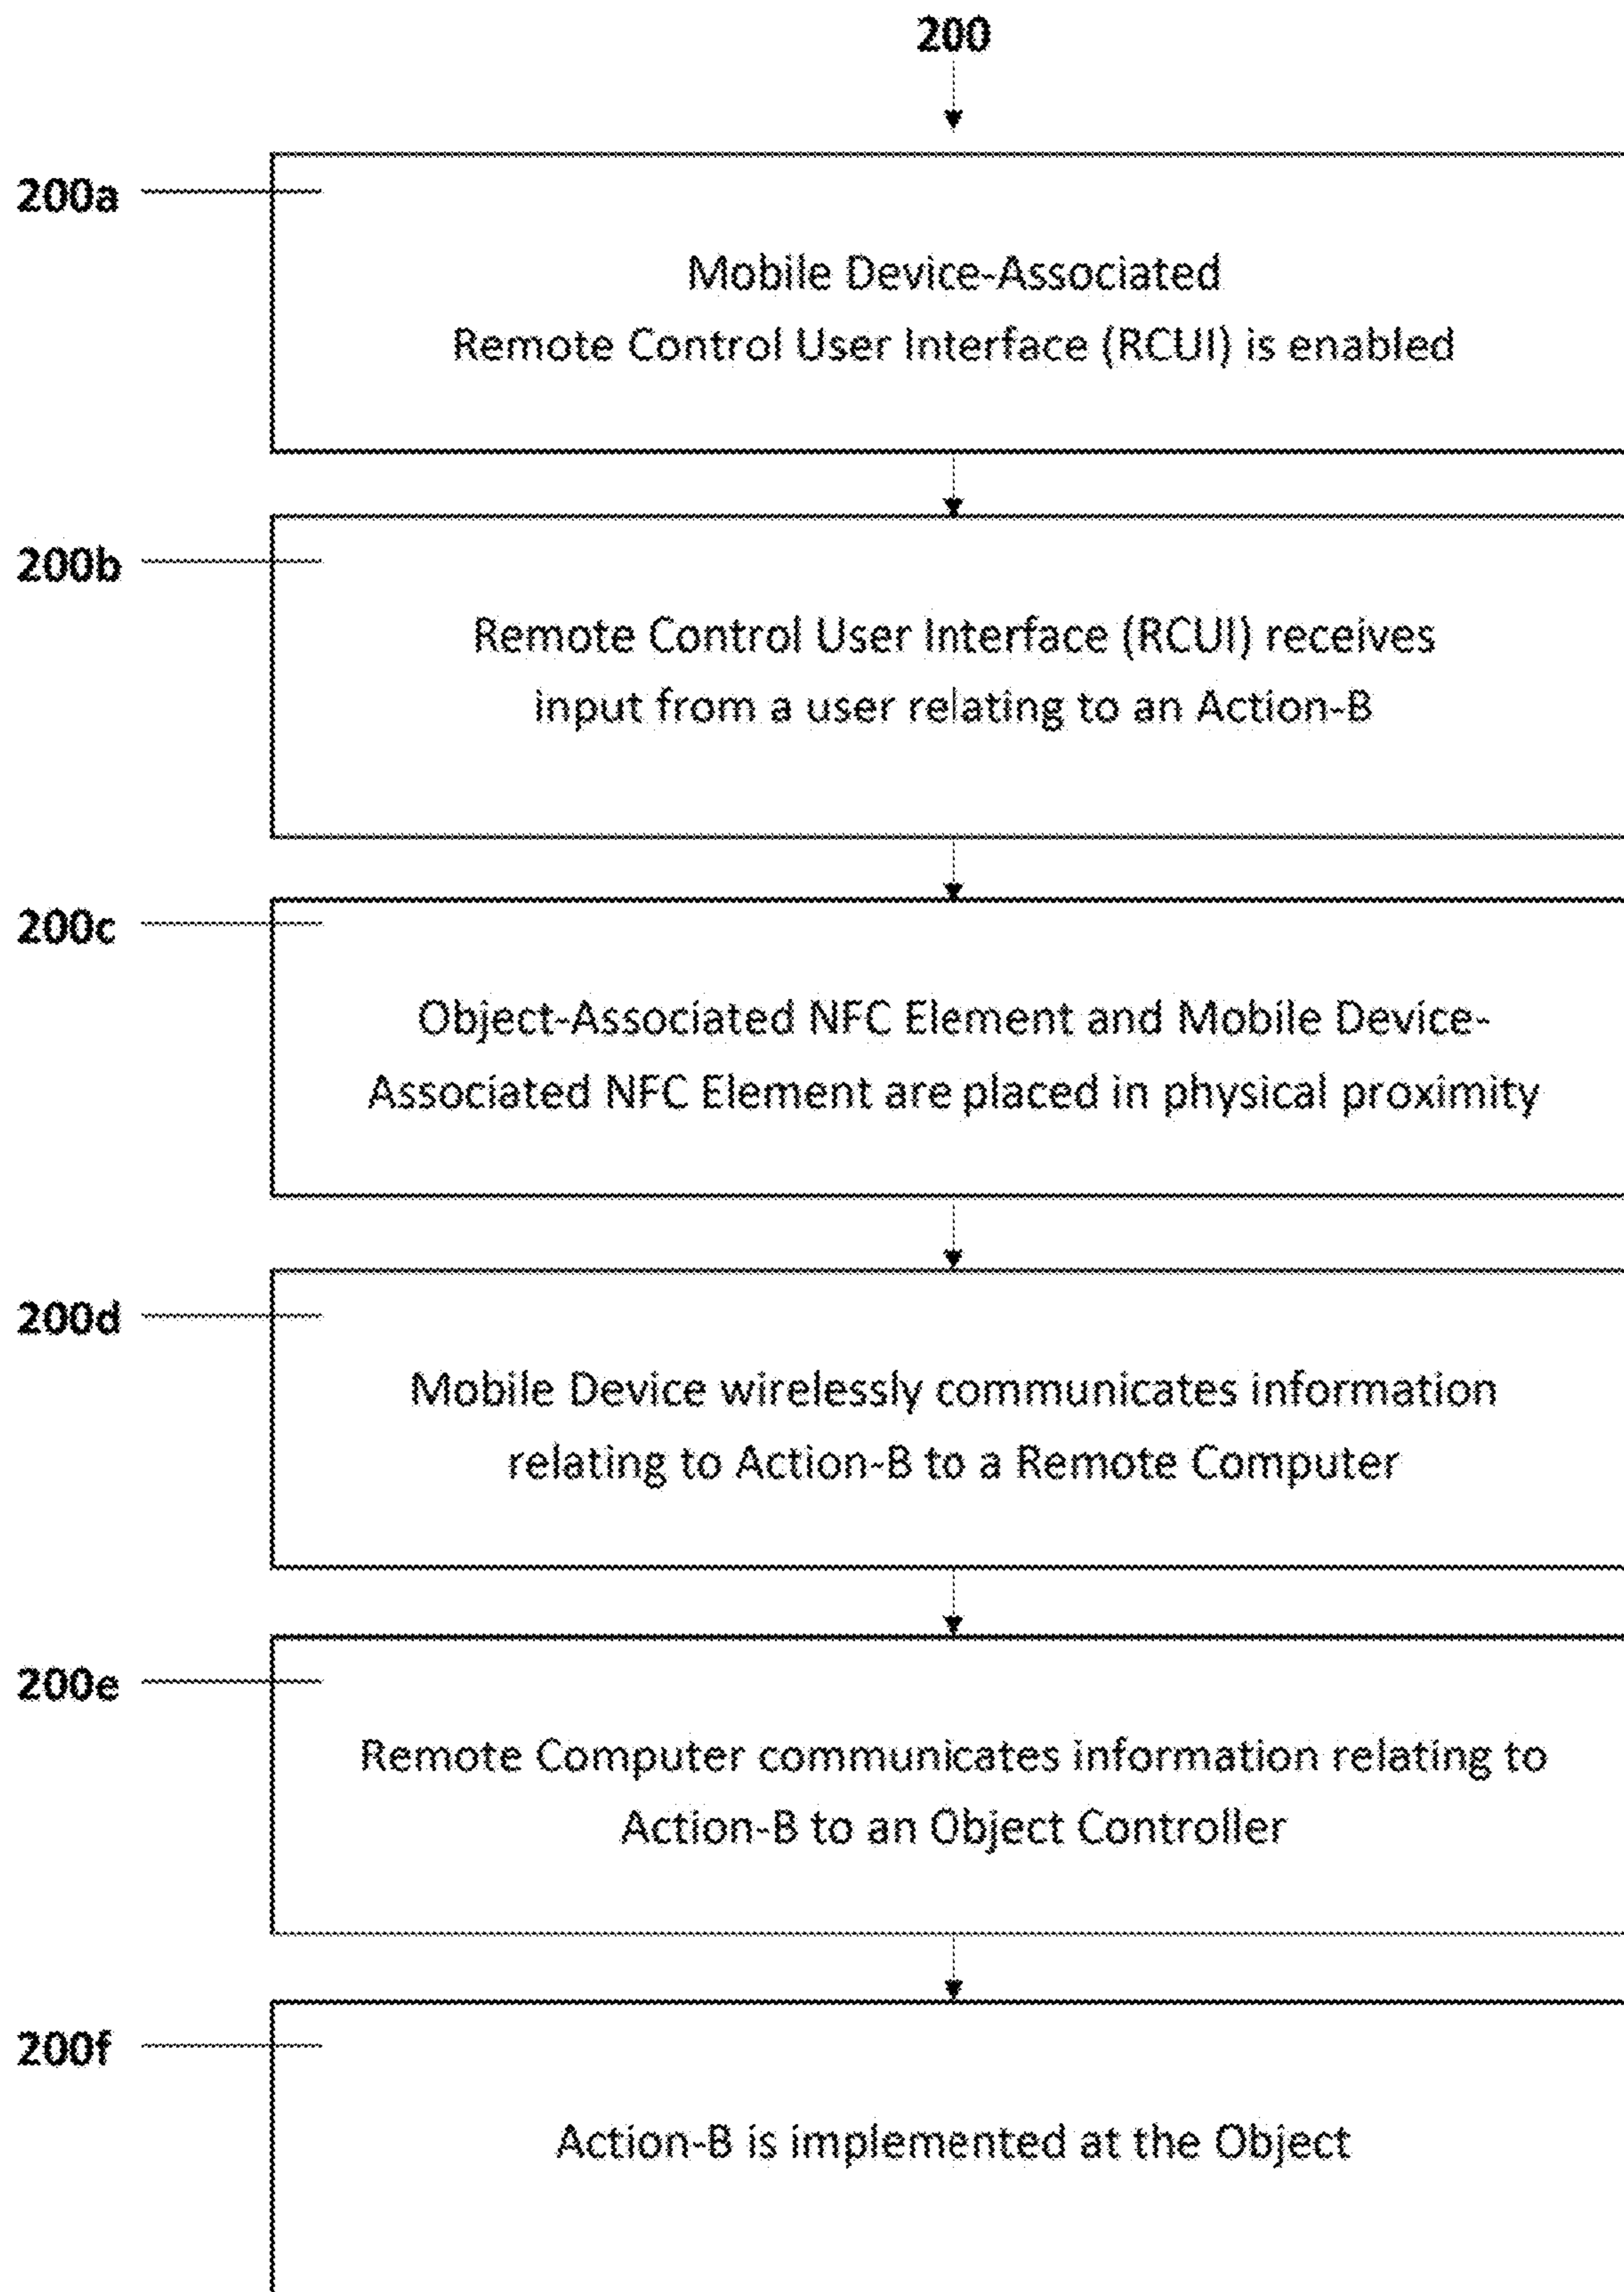 200
200a
Mobile Device-Associated
Remote Control User Interface (RCUI) is enabled
200b
Remote Control User Interface (RCUI) receives
input from a user relating to an Action-B
200c
Object-Associated NFC Element and Mobile Device-
Associated NFC Element are placed in physical proximity
200d
Mobile Device wirelessly communicates information
relating to Action-B to a Remote Computer
200e
Remote Computer communicates information relating to
Action-B to an Object Controller
200f
Action-B is implemented at the Object